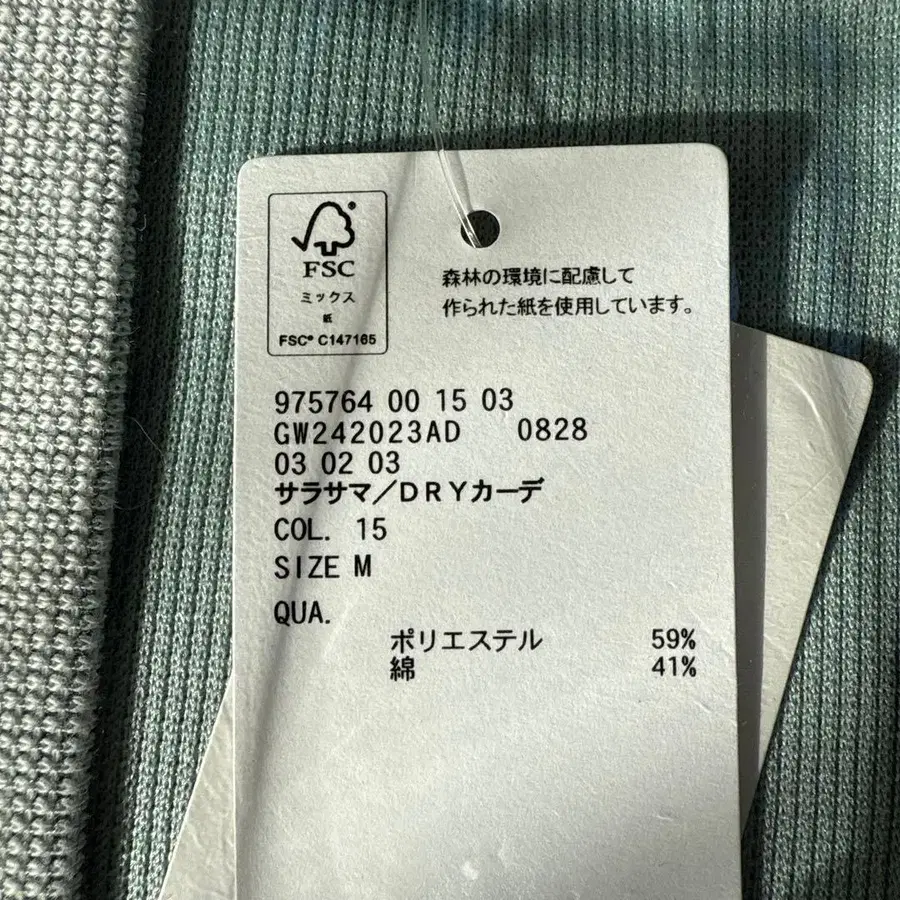 FSC
ミックス
紙
FSC® C147165
森林の環境に配慮して
作られた紙を使用しています。
975764 00 15 03
GW242023AD 0828
03 02 03
サラサマ／DRYカーデ
COL. 15
SIZE M
QUA.
ポリエステル 59%
綿 41%